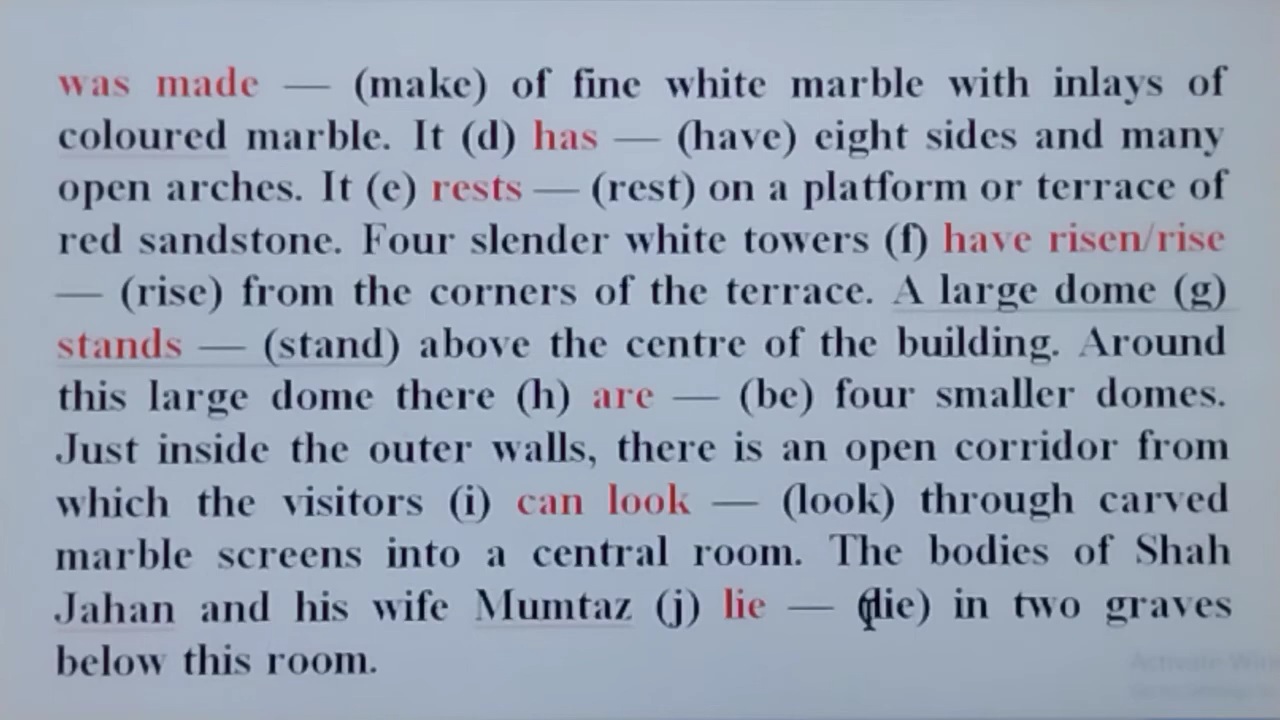 was made — (make) of fine white marble with inlays of
coloured marble. It (d) has — (have) eight sides and many
open arches. It (e) rests — (rest) on a platform or terrace of
red sandstone. Four slender white towers (f) have risen/rise
— (rise) from the corners of the terrace. A large dome (g)
stands — (stand) above the centre of the building. Around
this large dome there (h) are — (be) four smaller domes.
Just inside the outer walls, there is an open corridor from
which the visitors (i) can look — (look) through carved
marble screens into a central room. The bodies of Shah
Jahan and his wife Mumtaz (j) lie — (lie) in two graves
below this room.